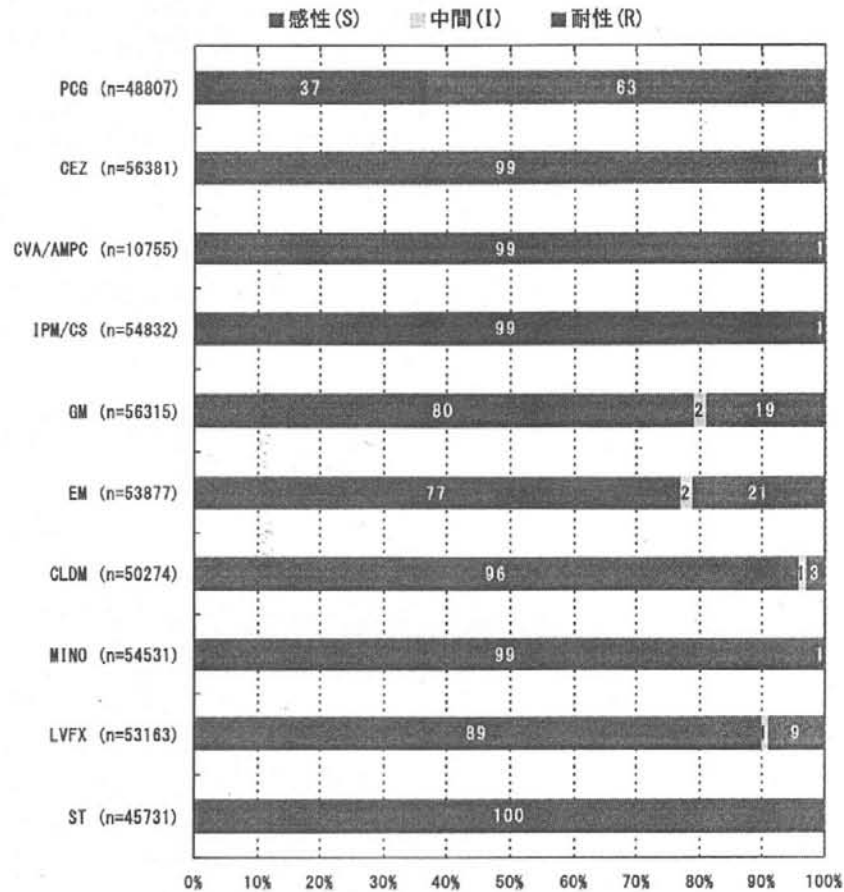 ■感性(S) ■中間(I) ■耐性(R)
PCG (n=48807) 37 63
CEZ (n=56381) 99 1
CVA/AMPC (n=10755) 99 1
IPM/CS (n=54832) 99 1
GM (n=56315) 80 2 19
EM (n=53877) 77 2 21
CLDM (n=50274) 96 1 3
MINO (n=54531) 99 1
LVFX (n=53163) 89 1 9
ST (n=45731) 100
0% 10% 20% 30% 40% 50% 60% 70% 80% 90% 100%